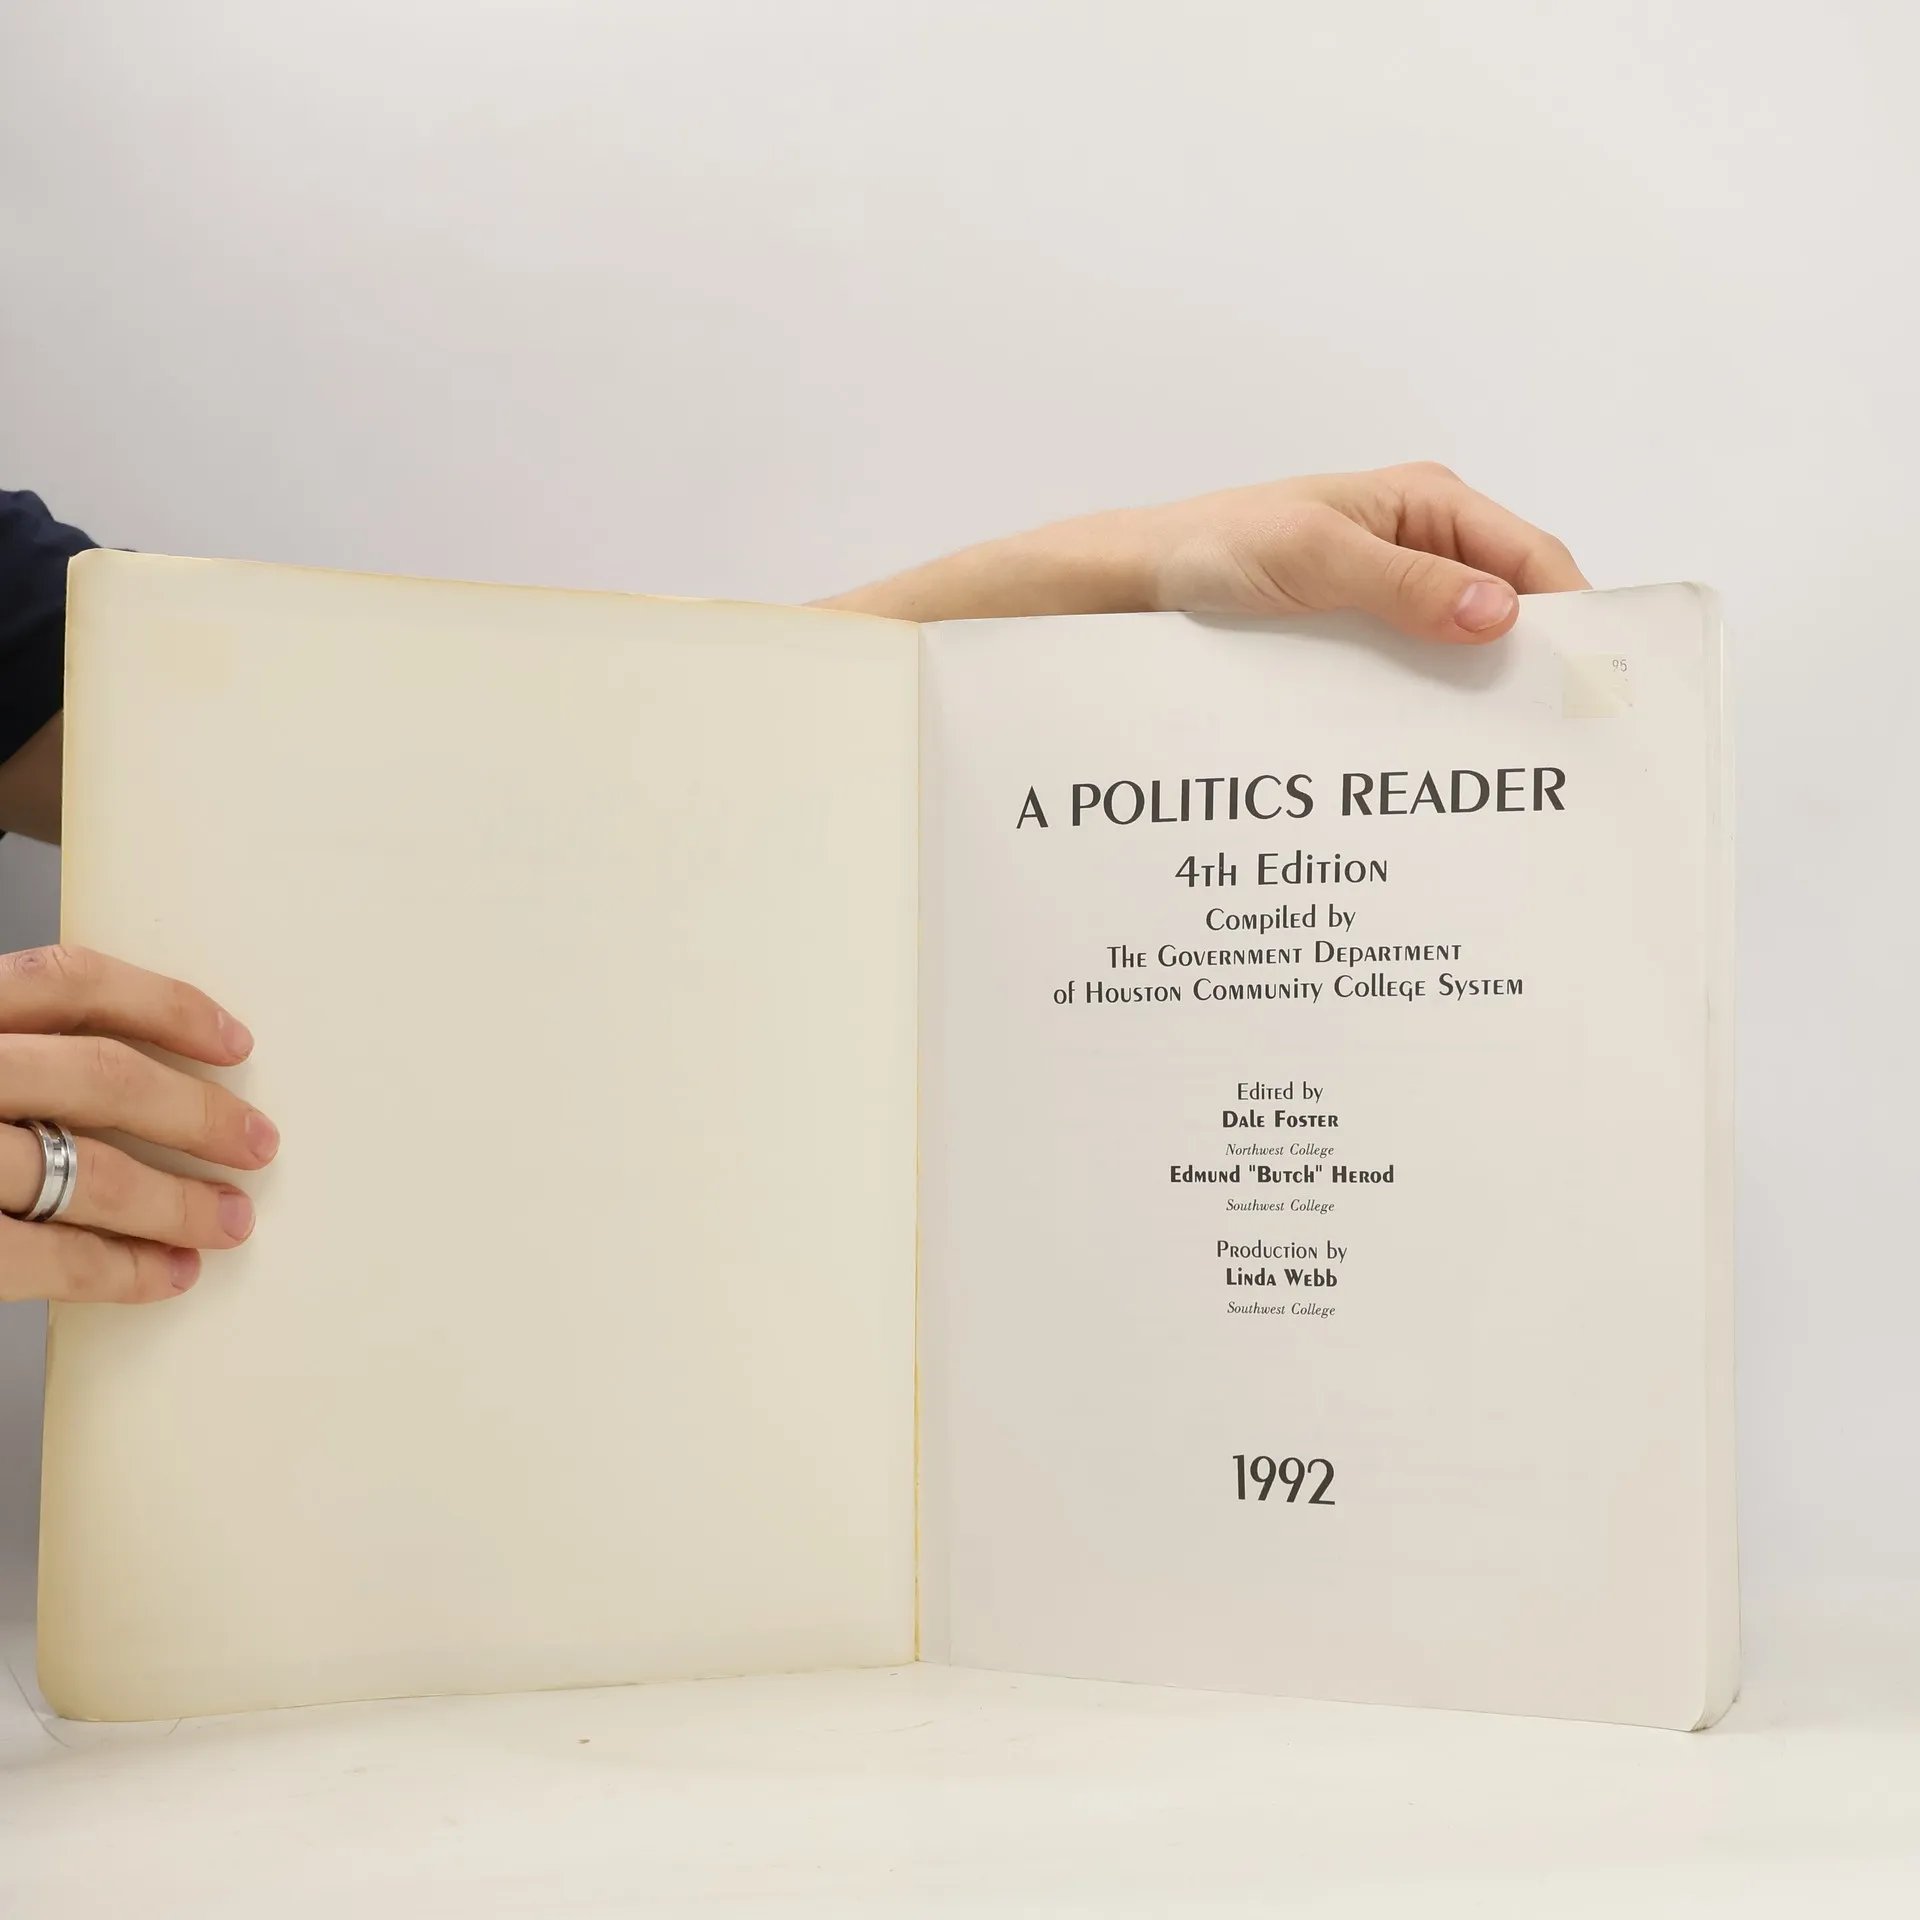 95
A POLITICS READER
4th Edition
Compiled by
The Government Department
of Houston Community College System
Edited by
Dale Foster
Northwest College
Edmund "Butch" Herod
Southwest College
Production by
Linda Webb
Southwest College
1992